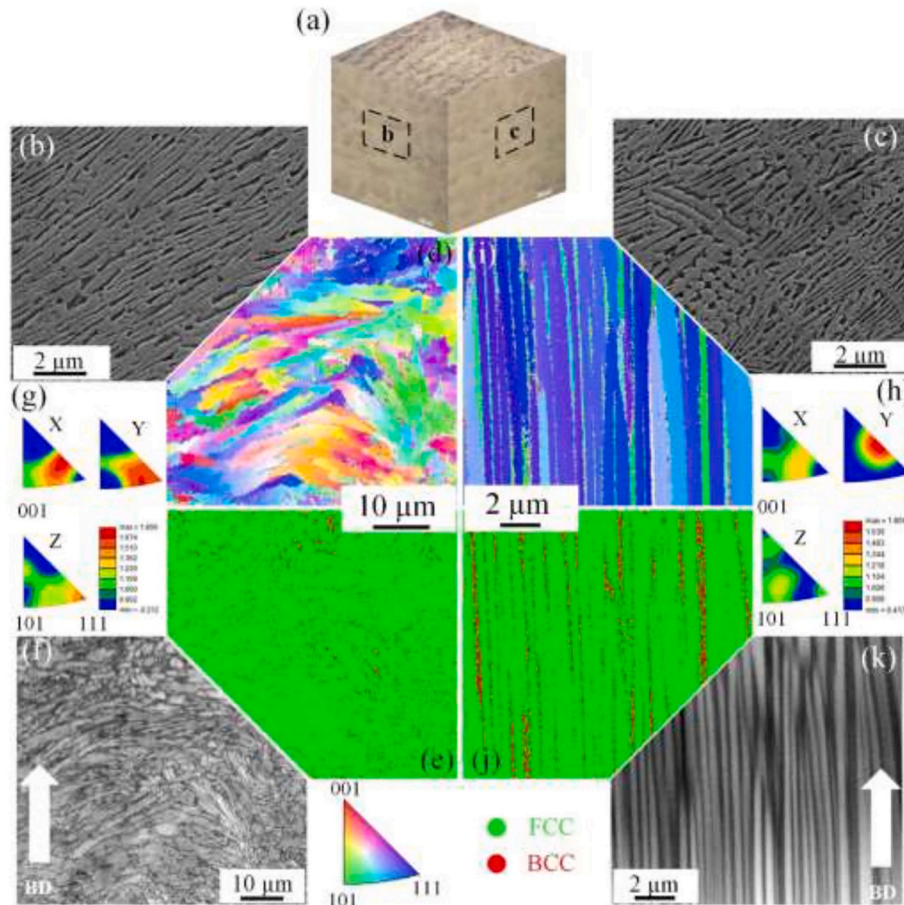 (a)
b
c
(b)
(c)
2 μm
2 μm
(d)
(i)
(g)
X
Y
001
Z
101
111
10 μm
2 μm
(h)
X
Y
001
Z
101
111
(f)
BD
10 μm
(e)
(j)
001
101
111
FCC
BCC
(k)
2 μm
BD